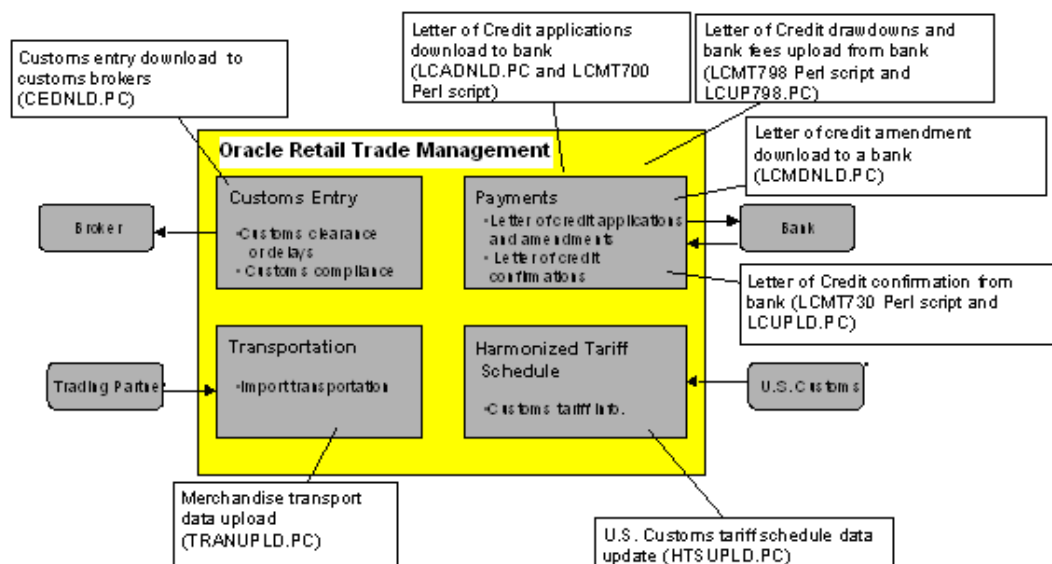 Customs entry download to
customs brokers
(CEDNLD.PC)
Letter of Credit applications
download to bank
(LCADNLD.PC and LCMT700
Perl script)
Letter of Credit drawdowns and
bank fees upload from bank
(LCMT798 Perl script and
LCUP798.PC)
Letter of credit amendment
download to a bank
(LCMDNLD.PC)
Oracle Retail Trade Management
Customs Entry
•Customs clearance
or delays
• Customs compliance
Payments
•Letter of credit applications
and amendments
• Letter of credit
confirmations
Broker
Bank
Letter of Credit confirmation from
bank (LCMT730 Perl script and
LCUPLD.PC)
Transportation
•Import transportation
Harmonized Tariff
Schedule
•Customs tariff info.
Trading Partne
U.S. Customs
Merchandise transport
data upload
(TRANUPLD.PC)
U.S. Customs tariff schedule data
update (HTSUPLD.PC)